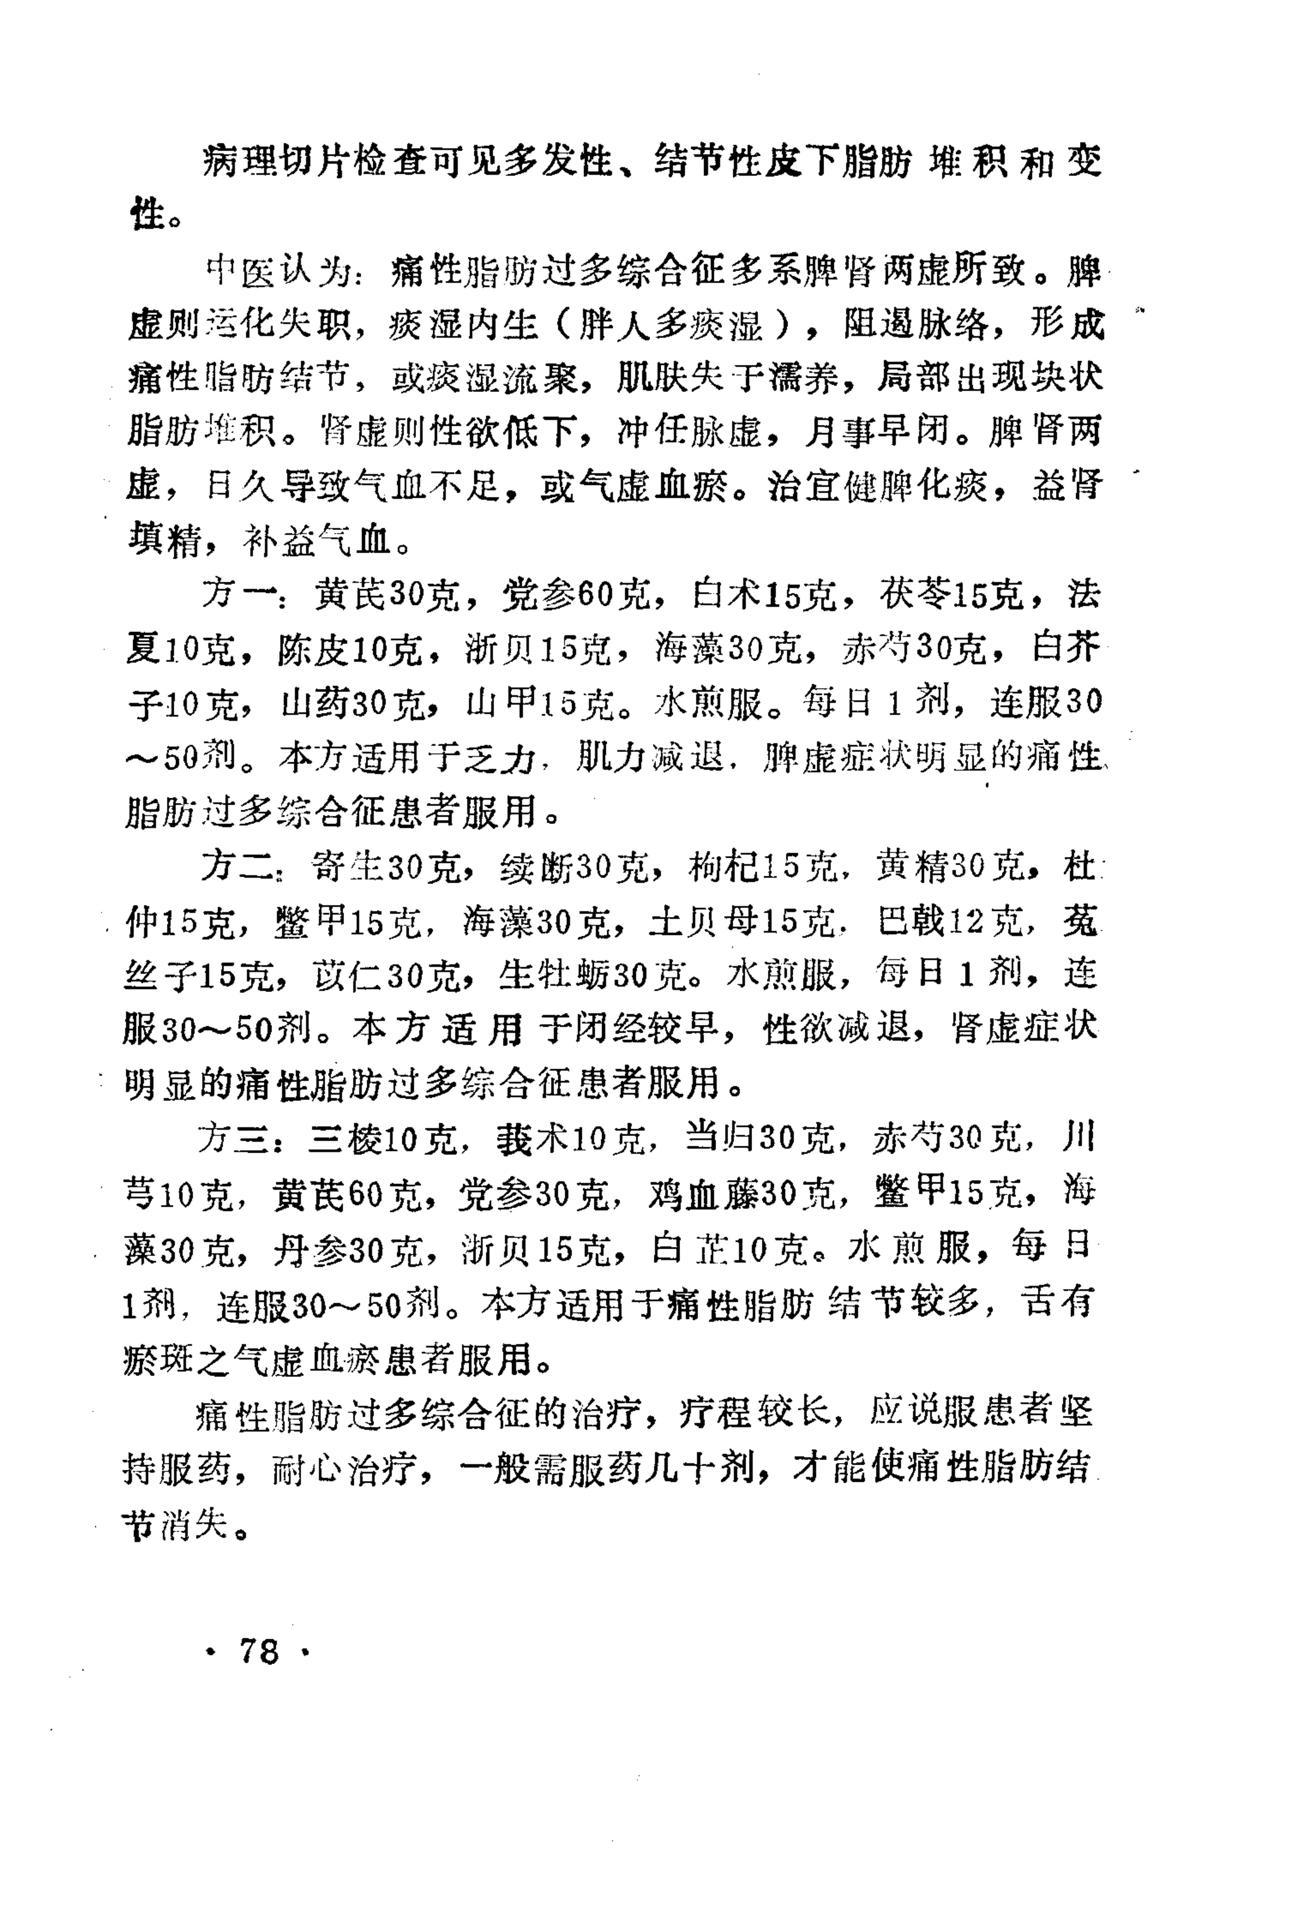 病理切片检查可见多发性、结节性皮下脂肪堆积和变
性。
中医认为：痛性脂肪过多综合征多系脾肾两虚所致。脾
虚则运化失职，痰湿内生（胖人多痰湿），阻遏脉络，形成
痛性脂肪结节，或痰湿流聚，肌肤失于濡养，局部出现块状
脂肪堆积。肾虚则性欲低下，冲任脉虚，月事早闭。脾肾两
虚，日久导致气血不足，或气虚血瘀。治宜健脾化痰，益肾
填精，补益气血。
方一：黄芪30克，党参60克，白术15克，茯苓15克，法
夏10克，陈皮10克，浙贝15克，海藻30克，赤芍30克，白芥
子10克，山药30克，山甲15克。水煎服。每日1剂，连服30
～50剂。本方适用于乏力，肌力减退，脾虚症状明显的痛性
脂肪过多综合征患者服用。
方二：寄生30克，续断30克，枸杞15克，黄精30克，杜
仲15克，鳖甲15克，海藻30克，土贝母15克，巴戟12克，菟
丝子15克，苡仁30克，生牡蛎30克。水煎服，每日1剂，连
服30～50剂。本方适用于闭经较早，性欲减退，肾虚症状
明显的痛性脂肪过多综合征患者服用。
方三：三棱10克，莪术10克，当归30克，赤芍30克，川
芎10克，黄芪60克，党参30克，鸡血藤30克，鳖甲15克，海
藻30克，丹参30克，浙贝15克，白芷10克。水煎服，每日
1剂，连服30～50剂。本方适用于痛性脂肪结节较多，舌有
瘀斑之气虚血瘀患者服用。
痛性脂肪过多综合征的治疗，疗程较长，应说服患者坚
持服药，耐心治疗，一般需服药几十剂，才能使痛性脂肪结
节消失。
·78·